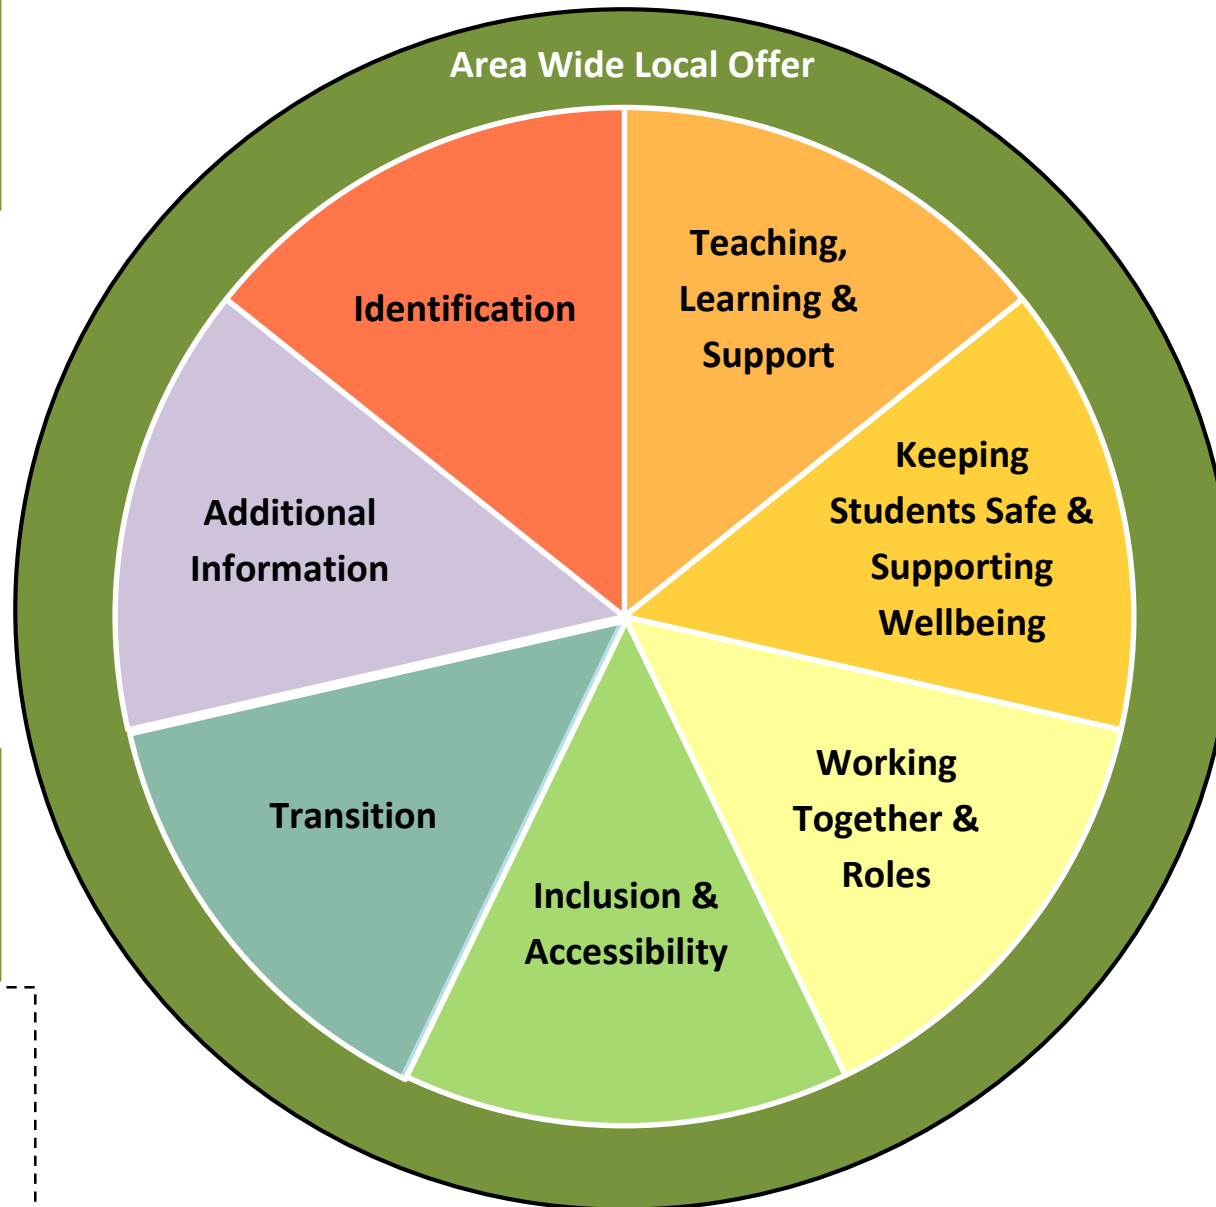 Area Wide Local Offer
Identification
Teaching,
Learning &
Support
Keeping
Students Safe &
Supporting
Wellbeing
Working
Together &
Roles
Inclusion &
Accessibility
Transition
Additional
Information